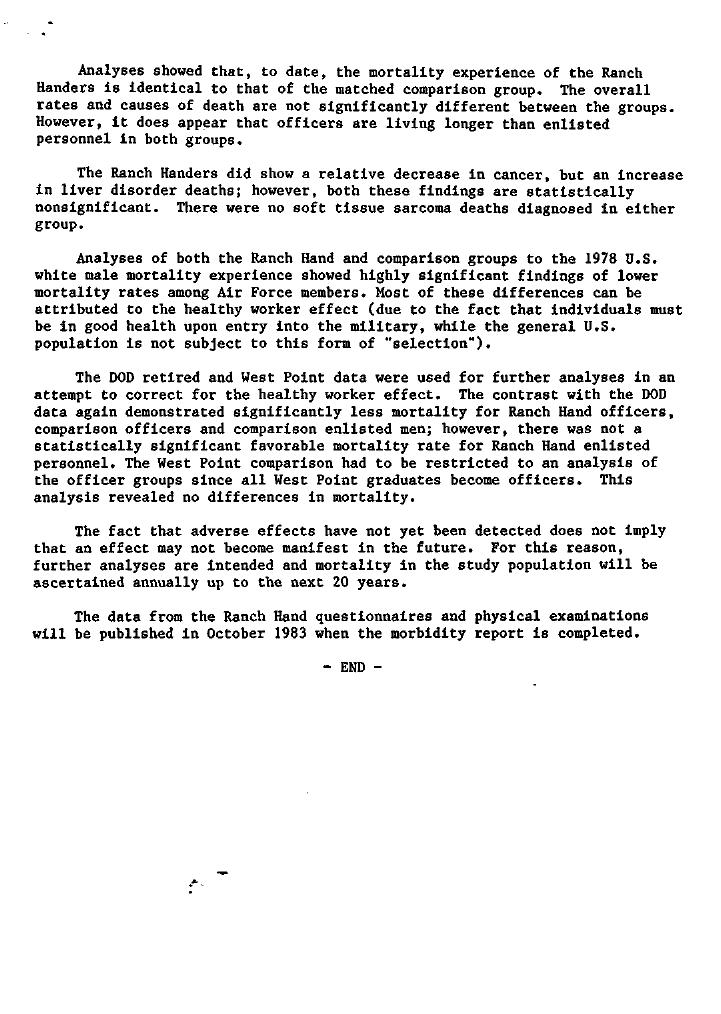 Analyses showed that, to date, the mortality experience of the Ranch
Handers is identical to that of the matched comparison group. The overall
rates and causes of death are not significantly different between the groups.
However, it does appear that officers are living longer than enlisted
personnel in both groups.
The Ranch Handers did show a relative decrease in cancer, but an increase
in liver disorder deaths; however, both these findings are statistically
nonsignificant. There were no soft tissue sarcoma deaths diagnosed in either
group.
Analyses of both the Ranch Hand and comparison groups to the 1978 U.S.
white male mortality experience showed highly significant findings of lower
mortality rates among Air Force members. Most of these differences can be
attributed to the healthy worker effect (due to the fact that individuals must
be in good health upon entry into the military, while the general U.S.
population is not subject to this form of "selection").
The DOD retired and West Point data were used for further analyses in an
attempt to correct for the healthy worker effect. The contrast with the DOD
data again demonstrated significantly less mortality for Ranch Hand officers,
comparison officers and comparison enlisted men; however, there was not a
statistically significant favorable mortality rate for Ranch Hand enlisted
personnel. The West Point comparison had to be restricted to an analysis of
the officer groups since all West Point graduates become officers. This
analysis revealed no differences in mortality.
The fact that adverse effects have not yet been detected does not imply
that an effect may not become manifest in the future. For this reason,
further analyses are intended and mortality in the study population will be
ascertained annually up to the next 20 years.
The data from the Ranch Hand questionnaires and physical examinations
will be published in October 1983 when the morbidity report is completed.
- END -